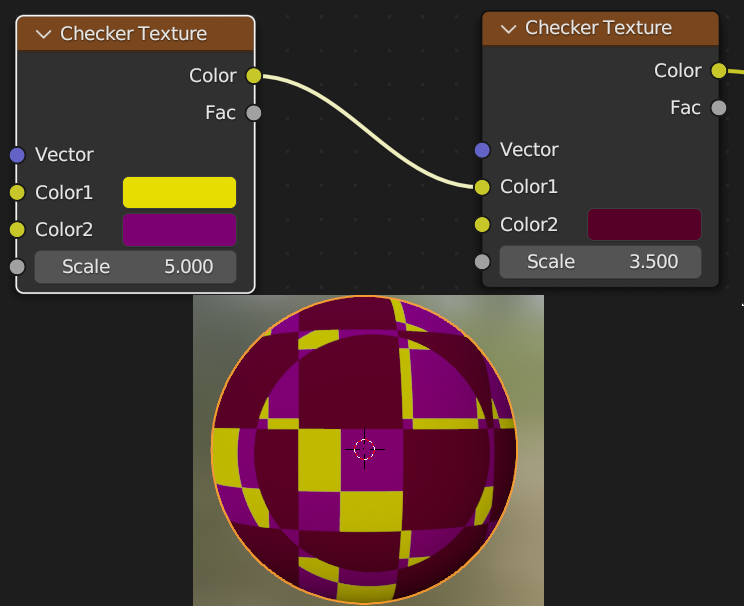 Checker Texture
Color
Fac
Vector
Color1
Color2
Scale 5.000
Checker Texture
Color
Fac
Vector
Color1
Color2
Scale 3.500